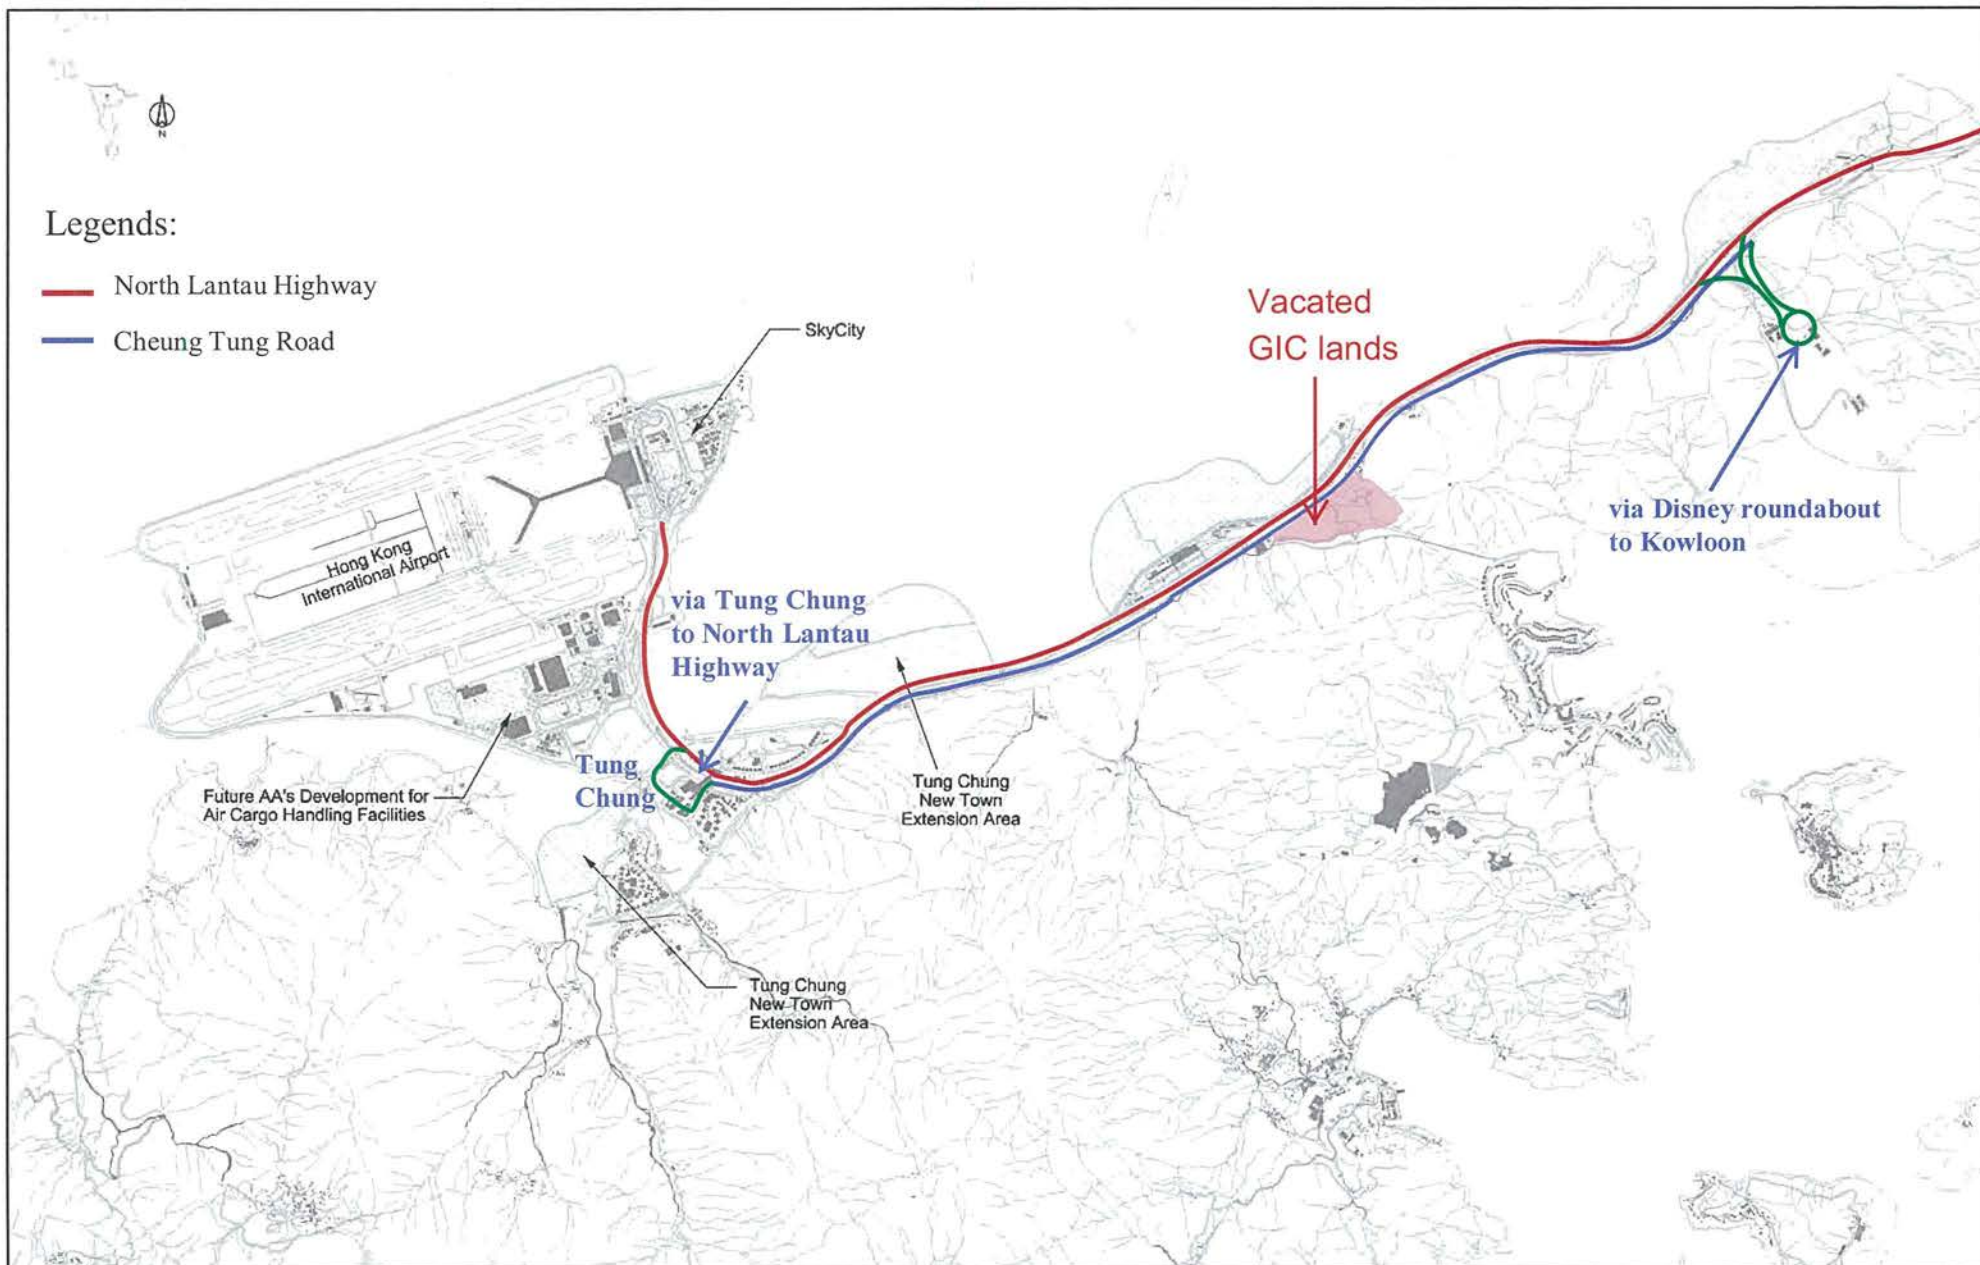 N
Legends:
North Lantau Highway
Cheung Tung Road
SkyCity
Vacated
GIC lands
via Disney roundabout
to Kowloon
Hong Kong
International Airport
via Tung Chung
to North Lantau
Highway
Tung
Chung
Tung Chung
New Town
Extension Area
Future AA's Development for
Air Cargo Handling Facilities
Tung Chung
New Town
Extension Area